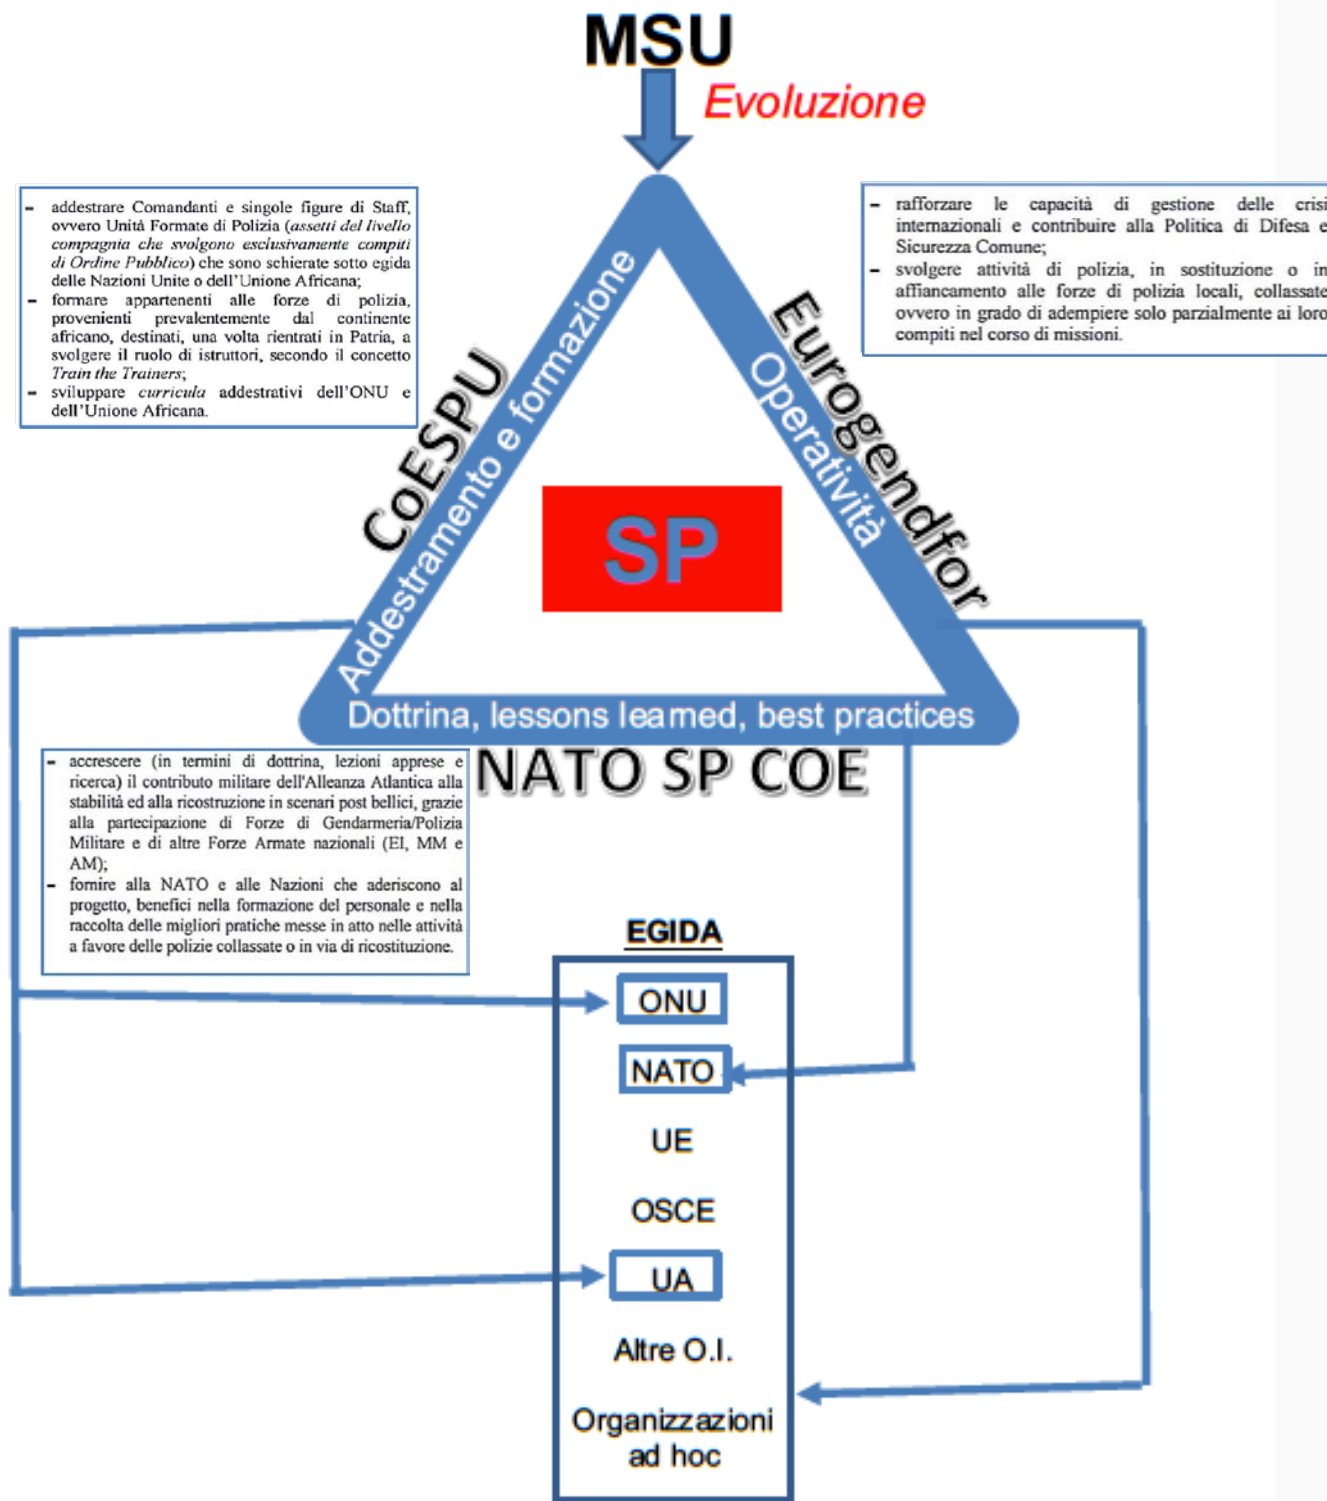 MSU
Evoluzione
- addestrare Comandanti e singole figure di Staff,
ovvero Unità Formate di Polizia (assetti del livello
compagnia che svolgono esclusivamente compiti
di Ordine Pubblico) che sono schierate sotto egida
delle Nazioni Unite o dell'Unione Africana;
- formare appartenenti alle forze di polizia,
provenienti prevalentemente dal continente
africano, destinati, una volta rientrati in Patria, a
svolgere il ruolo di istruttori, secondo il concetto
Train the Trainers;
- sviluppare curricula addestrativi dell'ONU e
dell'Unione Africana.
- rafforzare le capacità di gestione delle crisi
internazionali e contribuire alla Politica di Difesa e
Sicurezza Comune;
- svolgere attività di polizia, in sostituzione o in
affiancamento alle forze di polizia locali, collassate
ovvero in grado di adempiere solo parzialmente ai loro
compiti nel corso di missioni.
CoESPU
Addestramento e formazione
Eurogendfor
Operatività
SP
Dottrina, lessons learned, best practices
NATO SP COE
- accrescere (in termini di dottrina, lezioni apprese e
ricerca) il contributo militare dell'Alleanza Atlantica alla
stabilità ed alla ricostruzione in scenari post bellici, grazie
alla partecipazione di Forze di Gendarmeria/Polizia
Militare e di altre Forze Armate nazionali (EI, MM e
AM);
- fornire alla NATO e alle Nazioni che aderiscono al
progetto, benefici nella formazione del personale e nella
raccolta delle migliori pratiche messe in atto nelle attività
a favore delle polizie collassate o in via di ricostituzione.
EGIDA
ONU
NATO
UE
OSCE
UA
Altre O.I.
Organizzazioni
ad hoc